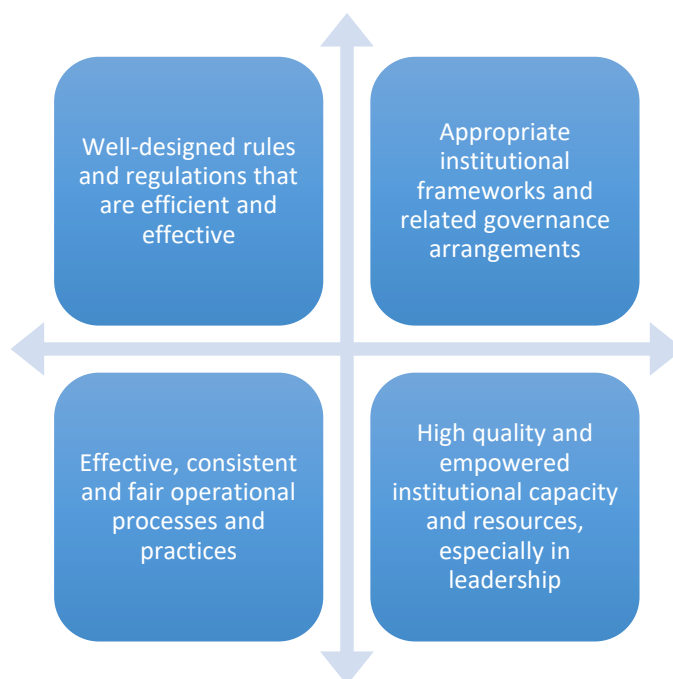 Well-designed rules
and regulations that
are efficient and
effective
Appropriate
institutional
frameworks and
related governance
arrangements
Effective, consistent
and fair operational
processes and
practices
High quality and
empowered
institutional capacity
and resources,
especially in
leadership